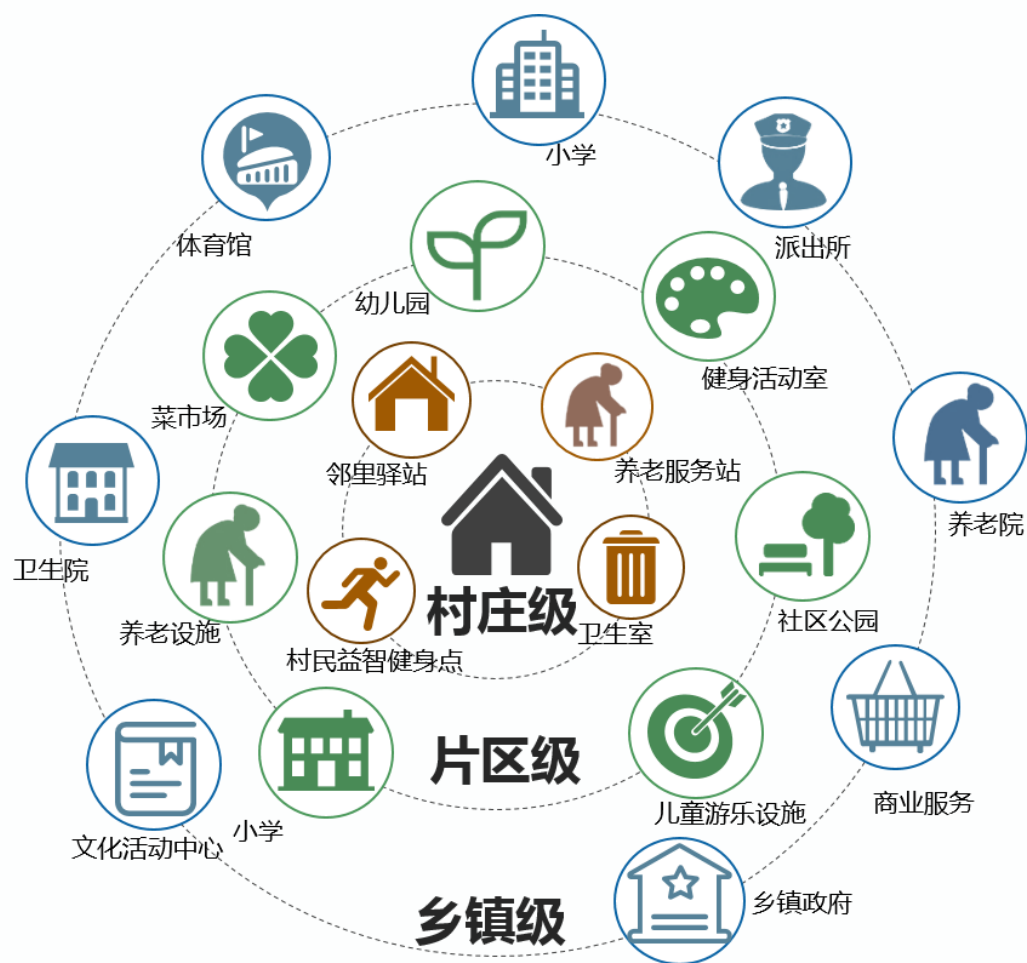 小学
体育馆
派出所
幼儿园
健身活动室
菜市场
邻里驿站
养老服务站
养老院
卫生院
村庄级
养老设施
卫生室
社区公园
村民益智健身点
片区级
儿童游乐设施
商业服务
小学
文化活动中心
乡镇政府
乡镇级